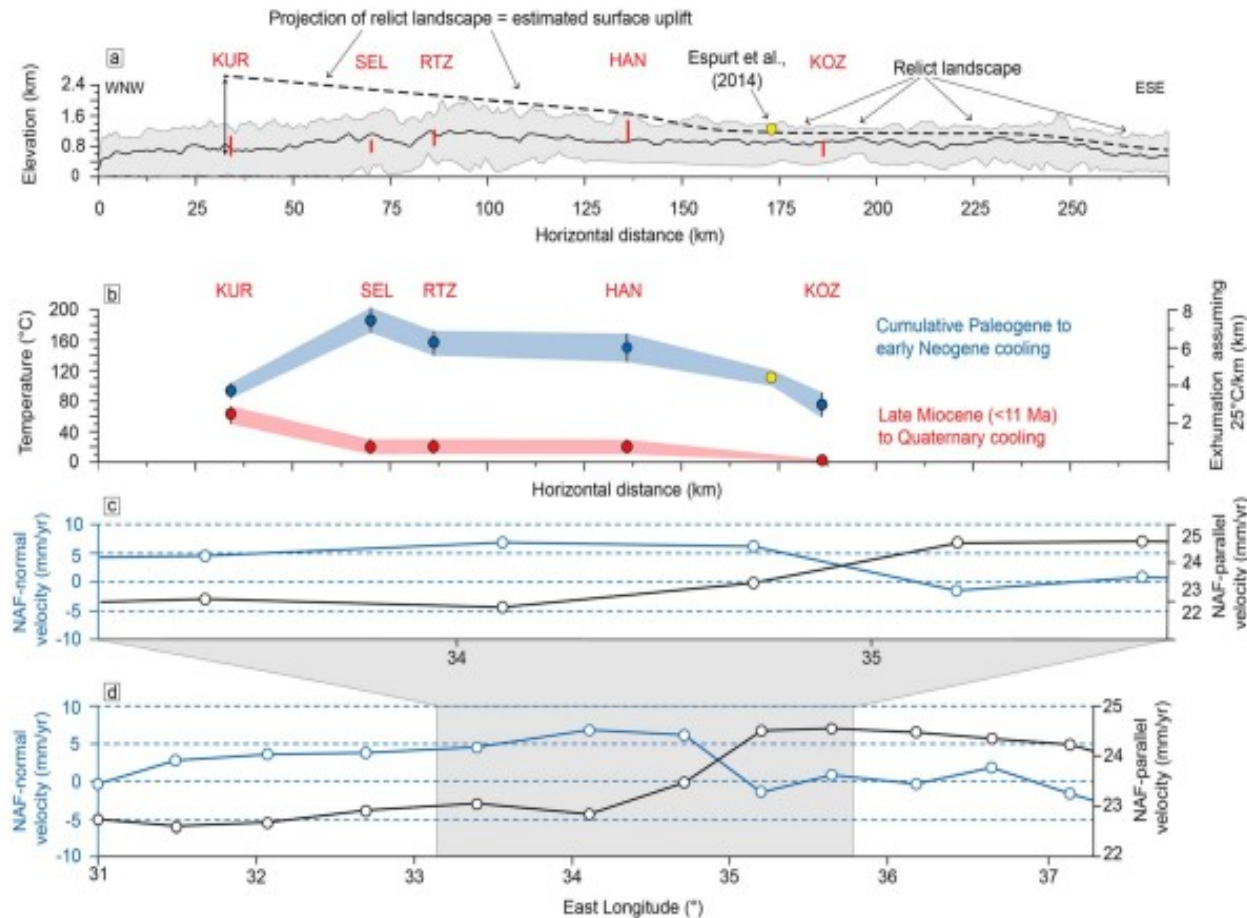 Projection of relict landscape = estimated surface uplift
a
KUR
SEL
RTZ
HAN
Espurt et al.,
(2014)
KOZ
Relict landscape
WNW
ESE
Elevation (km)
2.4
1.6
0.8
0
0
25
50
75
100
125
150
175
200
225
250
Horizontal distance (km)
b
KUR
SEL
RTZ
HAN
KOZ
Temperature (°C)
200
160
120
80
40
0
Cumulative Paleogene to
early Neogene cooling
Late Miocene (<11 Ma)
to Quaternary cooling
8
6
4
2
Exhumation assuming
25°C/km (km)
Horizontal distance (km)
c
NAF-normal
velocity (mm/yr)
10
5
0
-5
-10
25
24
23
22
NAF-parallel
velocity (mm/yr)
34
35
d
NAF-normal
velocity (mm/yr)
10
5
0
-5
-10
25
24
23
22
NAF-parallel
velocity (mm/yr)
31
32
33
34
35
36
37
East Longitude (°)